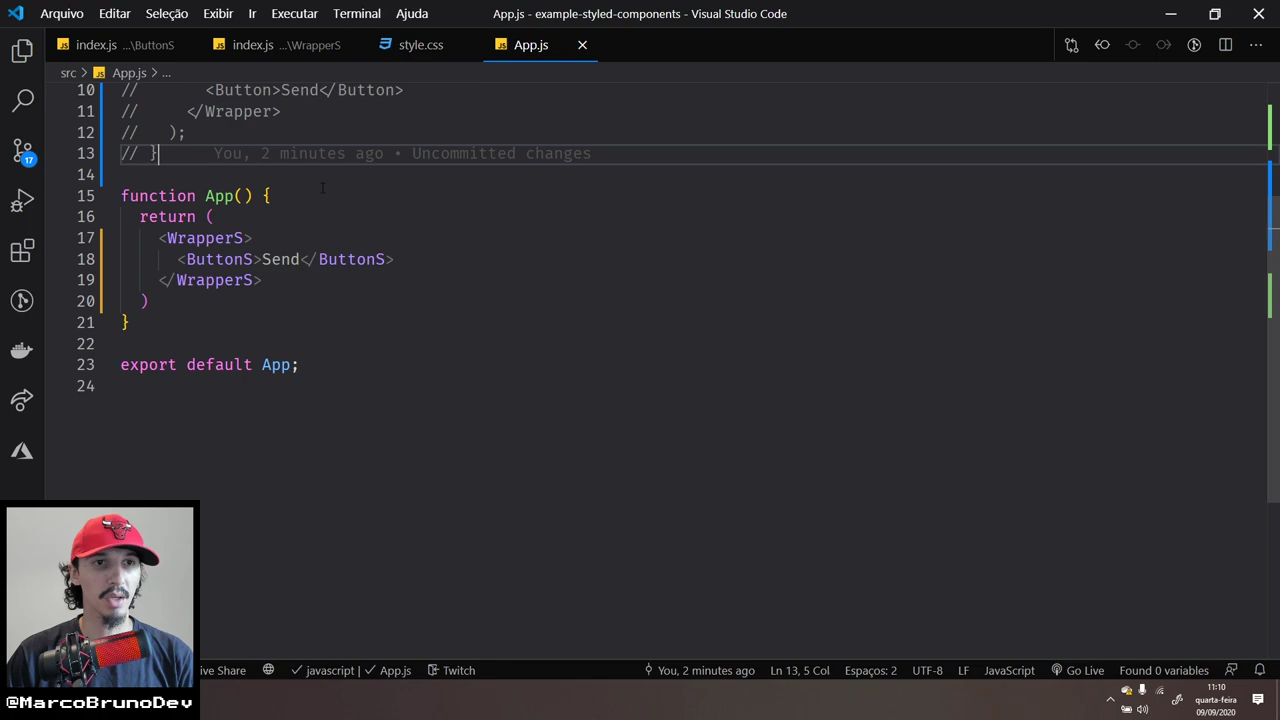 Arquivo Editar Seleção Exibir Ir Executar Terminal Ajuda App.js - example-styled-components - Visual Studio Code
JS index.js ...\ButtonS JS index.js ...\WrapperS style.css JS App.js
src > JS App.js > ...
10 // <Button>Send</Button>
11 // </Wrapper>
12 // );
13 // } You, 2 minutes ago • Uncommitted changes
14
15 function App() {
16 return (
17 <WrapperS>
18 <ButtonS>Send</ButtonS>
19 </WrapperS>
20 )
21 }
22
23 export default App;
24
17
@MarcoBrunoDev
ive Share javascript | App.js Twitch You, 2 minutes ago Ln 13, 5 Col Espaços: 2 UTF-8 LF JavaScript Go Live Found 0 variables
11:10
quarta-feira
09/09/2020